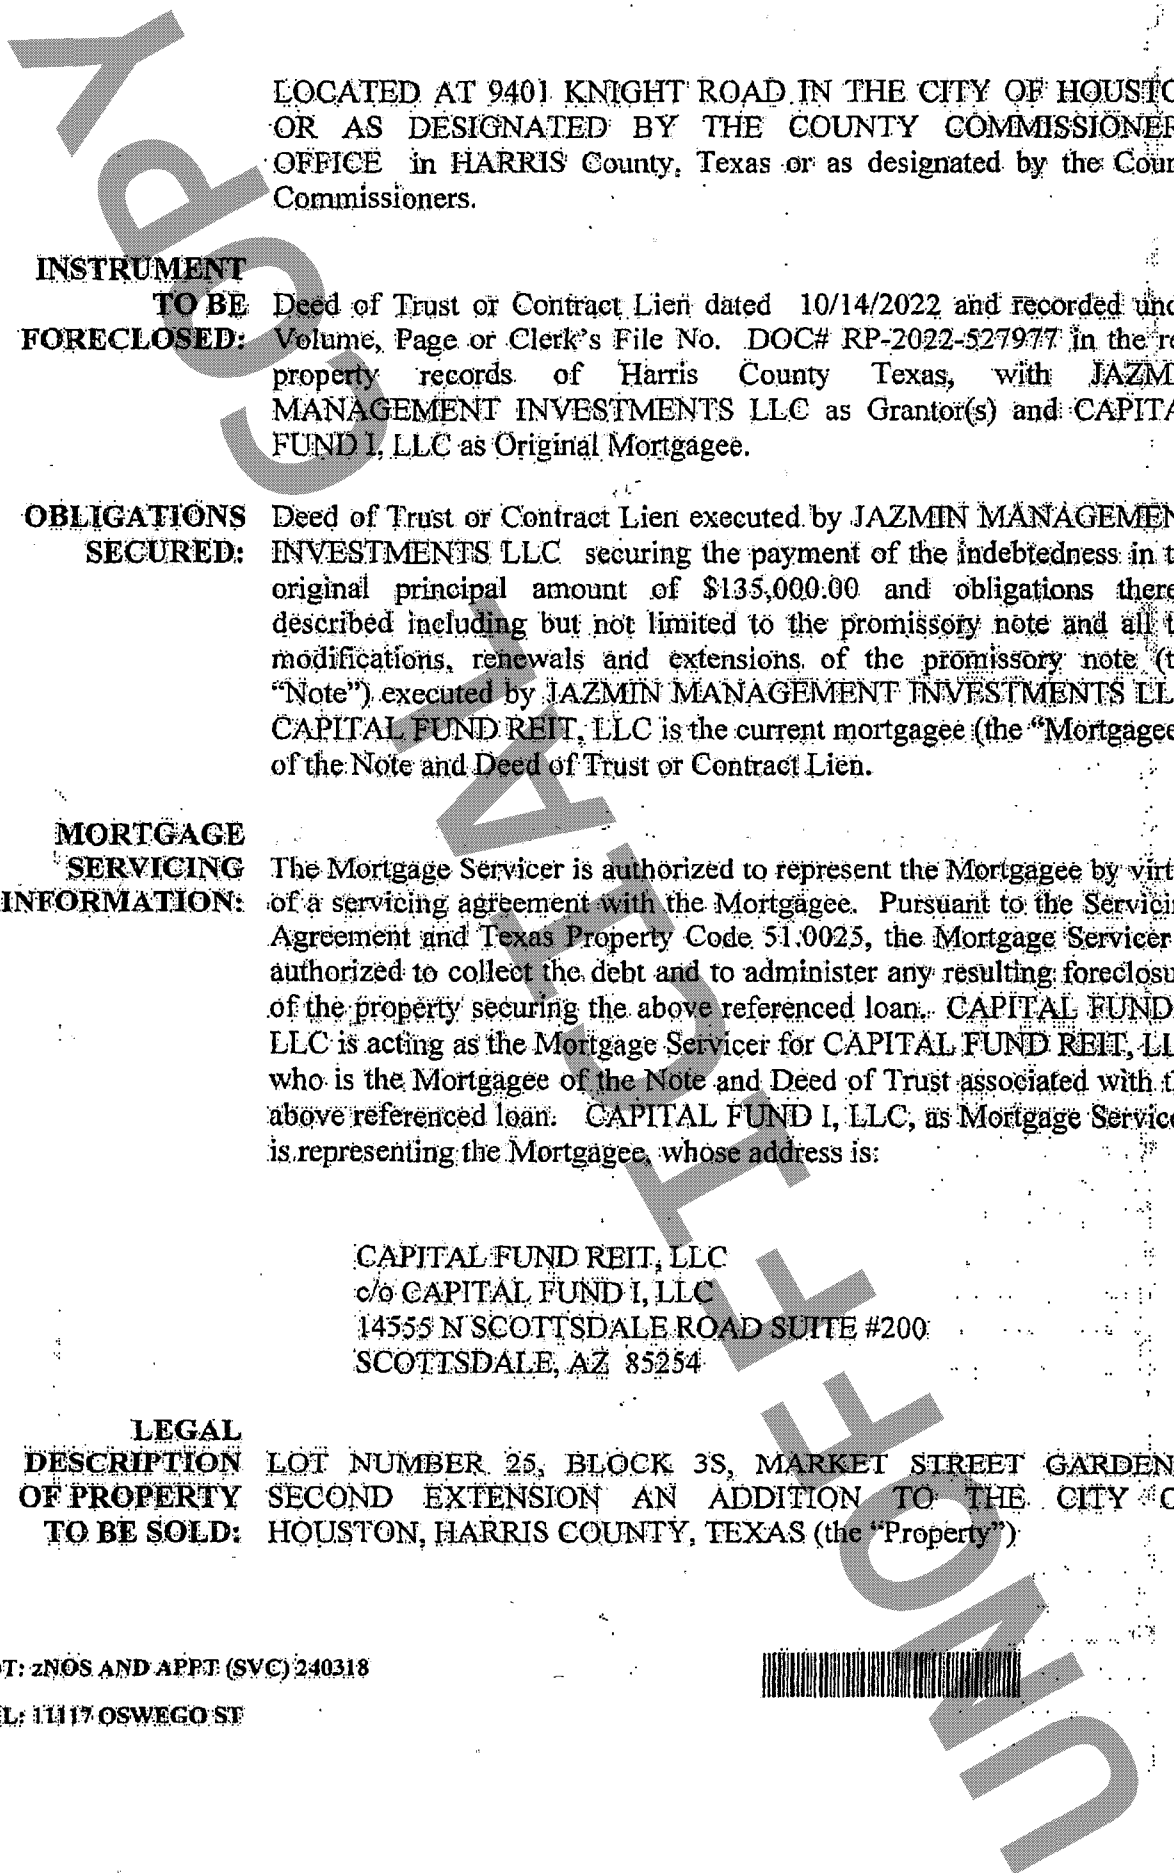 LOCATED AT 9401 KNIGHT ROAD IN THE CITY OF HOUSTO
OR AS DESIGNATED BY THE COUNTY COMMISSIONER
OFFICE in HARRIS County, Texas or as designated by the Coun
Commissioners.
INSTRUMENT
TO BE Deed of Trust or Contract Lien dated 10/14/2022 and recorded und
FORECLOSED: Volume, Page or Clerk's File No. DOC# RP-2022-527977 in the re
property records of Harris County Texas, with JAZMI
MANAGEMENT INVESTMENTS LLC as Grantor(s) and CAPITA
FUND I, LLC as Original Mortgagee.
OBLIGATIONS Deed of Trust or Contract Lien executed by JAZMIN MANAGEMEN
SECURED: INVESTMENTS LLC securing the payment of the indebtedness in t
original principal amount of $135,000.00 and obligations there
described including but not limited to the promissory note and all t
modifications, renewals and extensions of the promissory note (t
"Note") executed by JAZMIN MANAGEMENT INVESTMENTS LL
CAPITAL FUND REIT, LLC is the current mortgagee (the "Mortgagee
of the Note and Deed of Trust or Contract Lien.
MORTGAGE
SERVICING The Mortgage Servicer is authorized to represent the Mortgagee by virt
INFORMATION: of a servicing agreement with the Mortgagee. Pursuant to the Servicin
Agreement and Texas Property Code 51.0025, the Mortgage Servicer
authorized to collect the debt and to administer any resulting foreclosu
of the property securing the above referenced loan. CAPITAL FUND
LLC is acting as the Mortgage Servicer for CAPITAL FUND REIT, LL
who is the Mortgagee of the Note and Deed of Trust associated with t
above referenced loan. CAPITAL FUND I, LLC, as Mortgage Service
is representing the Mortgagee, whose address is:
CAPITAL FUND REIT, LLC
c/o CAPITAL FUND I, LLC
14555 N SCOTTSDALE ROAD SUITE #200
SCOTTSDALE, AZ 85254
LEGAL
DESCRIPTION LOT NUMBER 25, BLOCK 3S, MARKET STREET GARDEN
OF PROPERTY SECOND EXTENSION AN ADDITION TO THE CITY O
TO BE SOLD: HOUSTON, HARRIS COUNTY, TEXAS (the "Property")
OT: zNOS AND APPT (SVC) 240318
EL: 11117 OSWEGO ST
UNOFFICIAL COPY